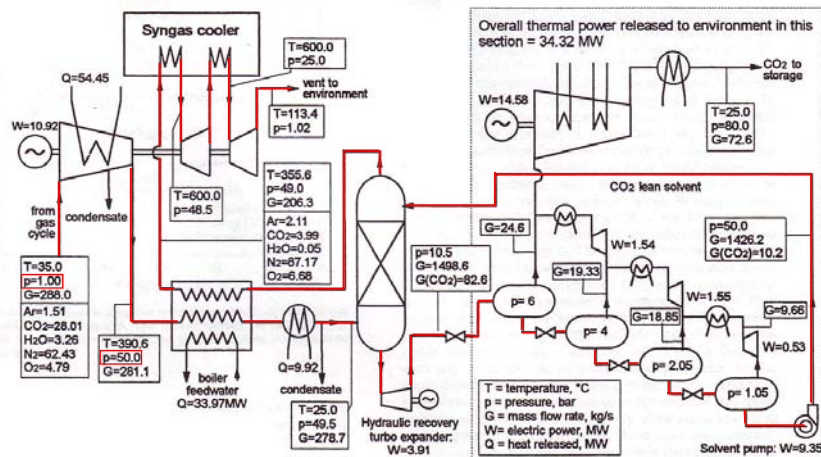 Syngas cooler
T=600.0
p=25.0
Overall thermal power released to environment in this
section = 34.32 MW
Q=54.45
vent to
environment
T=113.4
p=1.02
CO₂ to
storage
W=14.58
T=25.0
p=80.0
G=72.6
W=10.92
from
gas
cycle
condensate
T=600.0
p=48.5
T=355.6
p=49.0
G=206.3
Ar=2.11
CO₂=3.99
H₂O=0.05
N₂=87.17
O₂=6.68
CO₂ lean solvent
T=35.0
p=1.00
G=288.0
Ar=1.51
CO₂=28.01
H₂O=3.26
N₂=62.43
O₂=4.79
T=390.6
p=50.0
G=281.1
boiler
feedwater
Q=33.97MW
Q=9.92
condensate
T=25.0
p=49.5
G=278.7
Hydraulic recovery
turbo expander:
W=3.91
p=10.5
G=1498.6
G(CO₂)=82.6
G=24.6
W=1.54
p=50.0
G=1426.2
G(CO₂)=10.2
G=19.33
W=1.55
G=9.66
G=18.85
W=0.53
p= 6
p= 4
p= 2.05
p= 1.05
T = temperature, °C
p = pressure, bar
G = mass flow rate, kg/s
W= electric power, MW
Q = heat released, MW
Solvent pump: W=9.35